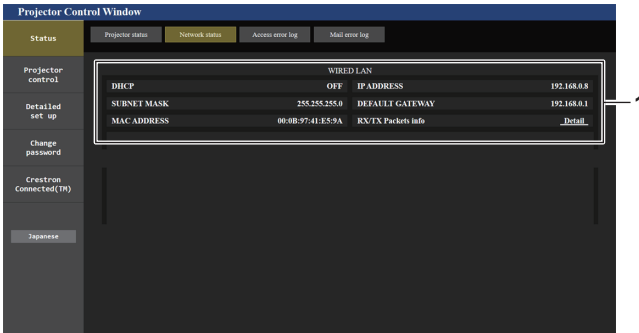 Projector Control Window
Status
Projector status
Network status
Access error log
Mail error log
Projector
control
Detailed
set up
Change
password
Crestron
Connected(TM)
Japanese
WIRED LAN
DHCP OFF IP ADDRESS 192.168.0.8
SUBNET MASK 255.255.255.0 DEFAULT GATEWAY 192.168.0.1
MAC ADDRESS 00:0B:97:41:E5:9A RX/TX Packets info Detail
1